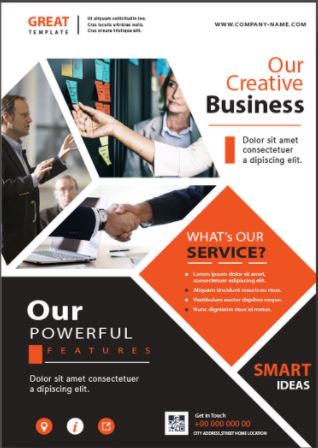 GREAT
TEMPLATE
Ut aliquam sollicitudin leo.
Cras iaculis ultricies nulla.
Cras ornare tristique elit.
WWW.COMPANY-NAME.COM
Our
Creative
Business
Dolor sit amet
consectetuer
a dipiscing elit.
WHAT's OUR
SERVICE?
Lorem ipsum dolor sit amet,
consectetuer adipiscing elit.
Aliquam tincidunt mauris eu risus.
Vestibulum auctor dapibus neque.
Nunc dignissim risus id metus.
Our
POWERFUL
FEATURES
Dolor sit amet consectetuer
a dipiscing elit.
SMART
IDEAS
i
Get in Touch
+00 000 000 00
CITY ADDRESS,STREET HOME LOCATION